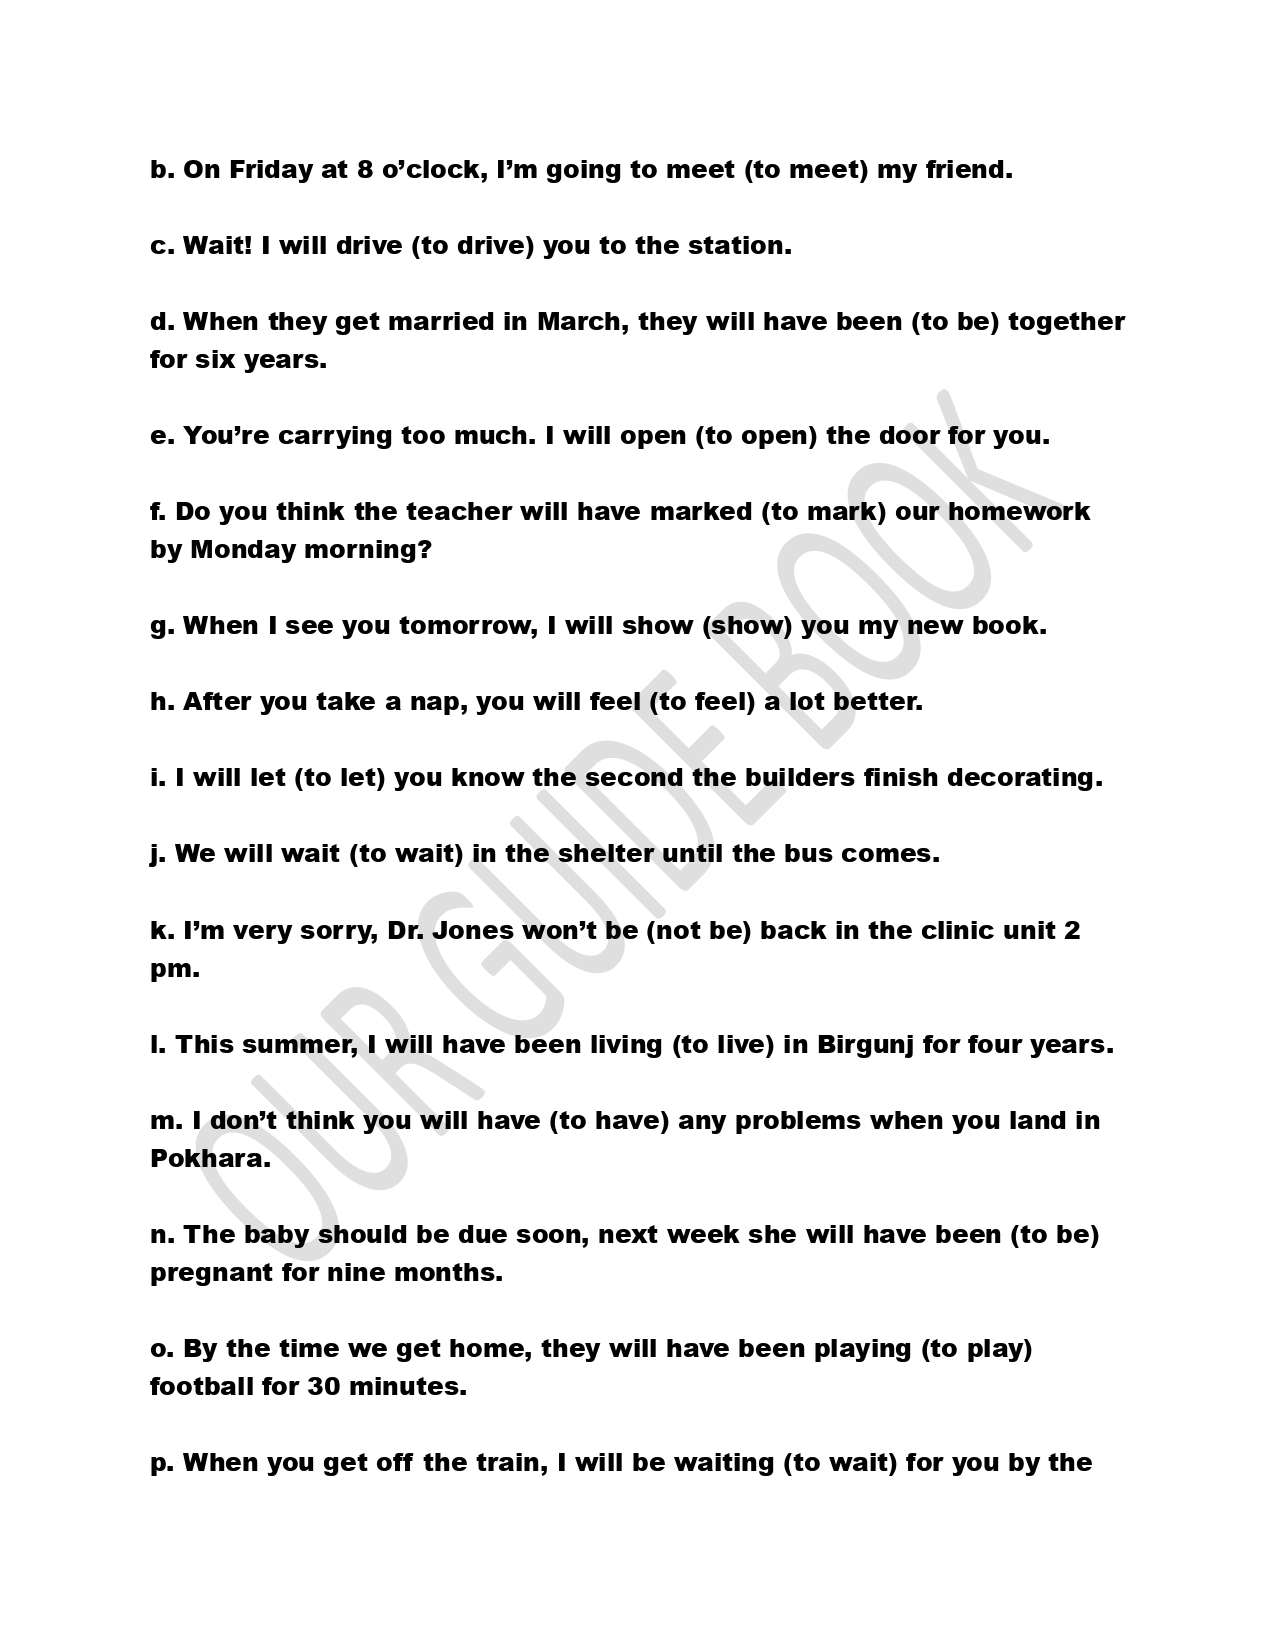 b. On Friday at 8 o’clock, I’m going to meet (to meet) my friend.
c. Wait! I will drive (to drive) you to the station.
d. When they get married in March, they will have been (to be) together
for six years.
e. You’re carrying too much. I will open (to open) the door for you.
f. Do you think the teacher will have marked (to mark) our homework
by Monday morning?
g. When I see you tomorrow, I will show (show) you my new book.
h. After you take a nap, you will feel (to feel) a lot better.
i. I will let (to let) you know the second the builders finish decorating.
j. We will wait (to wait) in the shelter until the bus comes.
k. I’m very sorry, Dr. Jones won’t be (not be) back in the clinic unit 2
pm.
l. This summer, I will have been living (to live) in Birgunj for four years.
m. I don’t think you will have (to have) any problems when you land in
Pokhara.
n. The baby should be due soon, next week she will have been (to be)
pregnant for nine months.
o. By the time we get home, they will have been playing (to play)
football for 30 minutes.
p. When you get off the train, I will be waiting (to wait) for you by the
OUR GUIDE BOOK